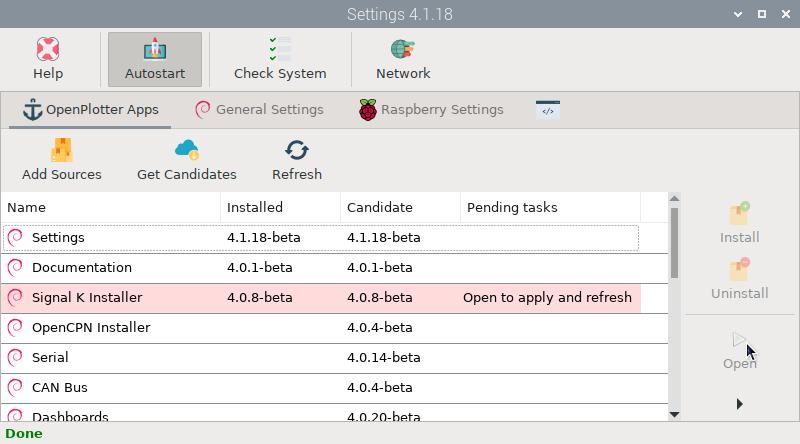 Settings 4.1.18
Help Autostart Check System Network
OpenPlotter Apps General Settings Raspberry Settings </>
Add Sources Get Candidates Refresh
Name Installed Candidate Pending tasks
Settings 4.1.18-beta 4.1.18-beta
Documentation 4.0.1-beta 4.0.1-beta
Signal K Installer 4.0.8-beta 4.0.8-beta Open to apply and refresh
OpenCPN Installer 4.0.4-beta
Serial 4.0.14-beta
CAN Bus 4.0.4-beta
Dashboards 4.0.20-beta
Install
Uninstall
Open
Done